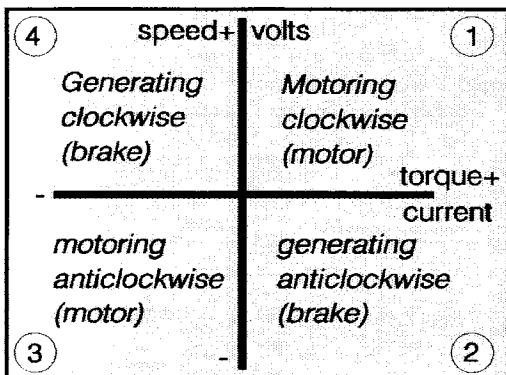 4 speed+ volts 1
Generating
clockwise
(brake)
Motoring
clockwise
(motor)
torque+
-
current
motoring
anticlockwise
(motor)
generating
anticlockwise
(brake)
3 - 2